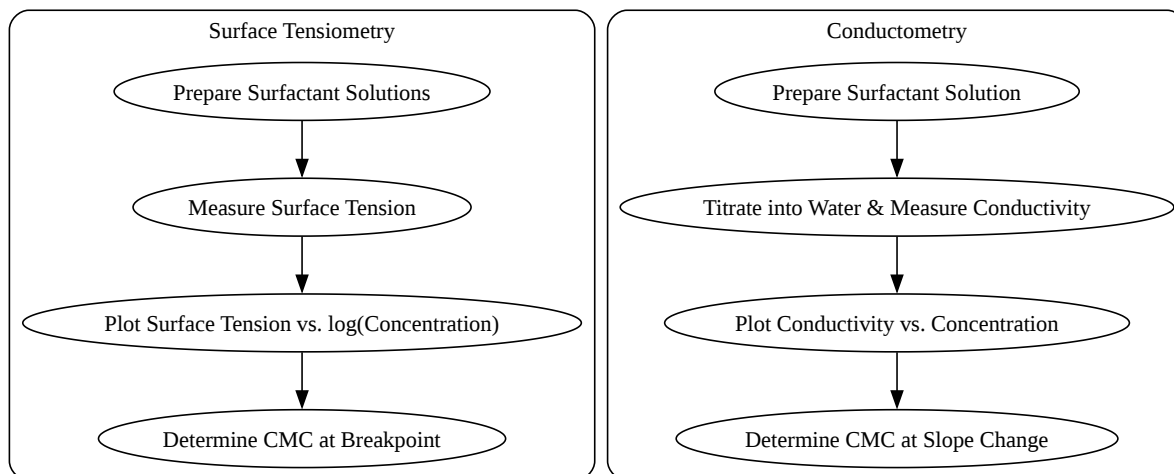 Surface Tensiometry
Prepare Surfactant Solutions
Measure Surface Tension
Plot Surface Tension vs. log(Concentration)
Determine CMC at Breakpoint
Conductometry
Prepare Surfactant Solution
Titrate into Water & Measure Conductivity
Plot Conductivity vs. Concentration
Determine CMC at Slope Change